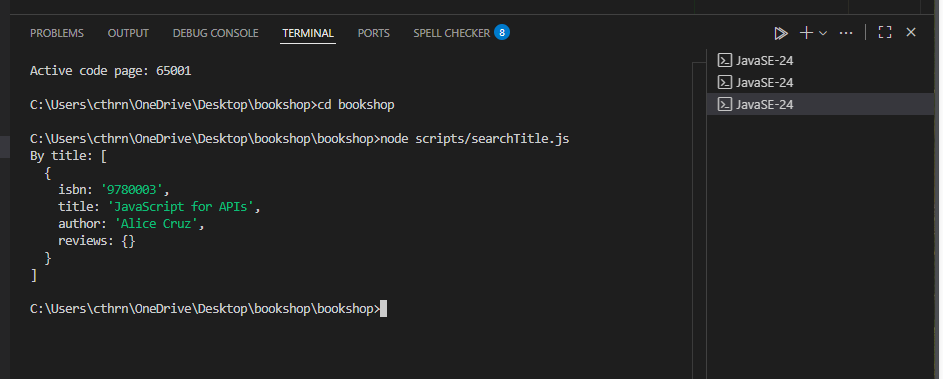 PROBLEMS OUTPUT DEBUG CONSOLE TERMINAL PORTS SPELL CHECKER 8
JavaSE-24
JavaSE-24
JavaSE-24
Active code page: 65001
C:\Users\cthrn\OneDrive\Desktop\bookshop>cd bookshop
C:\Users\cthrn\OneDrive\Desktop\bookshop\bookshop>node scripts/searchTitle.js
By title: [
  {
    isbn: '9780003',
    title: 'JavaScript for APIs',
    author: 'Alice Cruz',
    reviews: {}
  }
]
C:\Users\cthrn\OneDrive\Desktop\bookshop\bookshop>